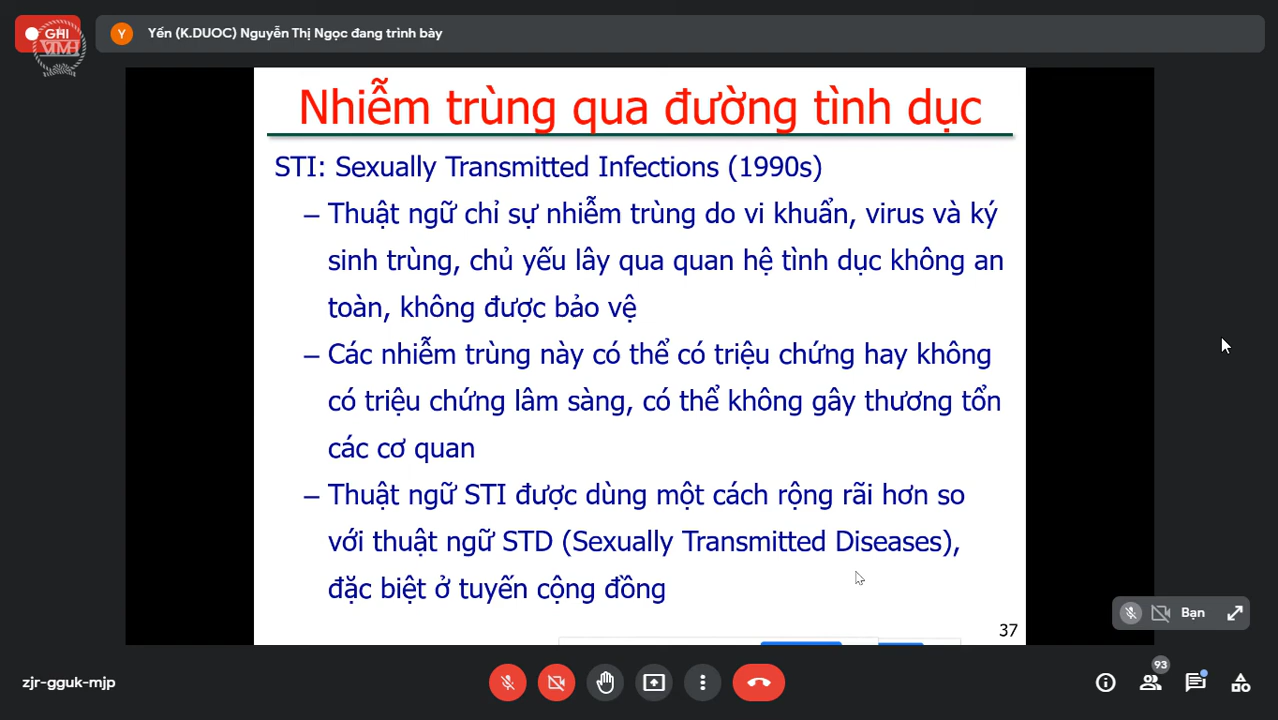 GHI
VTMH
Y
Yến (K.DUOC) Nguyễn Thị Ngọc đang trình bày
Nhiễm trùng qua đường tình dục
STI: Sexually Transmitted Infections (1990s)
– Thuật ngữ chỉ sự nhiễm trùng do vi khuẩn, virus và ký
sinh trùng, chủ yếu lây qua quan hệ tình dục không an
toàn, không được bảo vệ
– Các nhiễm trùng này có thể có triệu chứng hay không
có triệu chứng lâm sàng, có thể không gây thương tổn
các cơ quan
– Thuật ngữ STI được dùng một cách rộng rãi hơn so
với thuật ngữ STD (Sexually Transmitted Diseases),
đặc biệt ở tuyến cộng đồng
37
Bạn
zjr-gguk-mjp
93